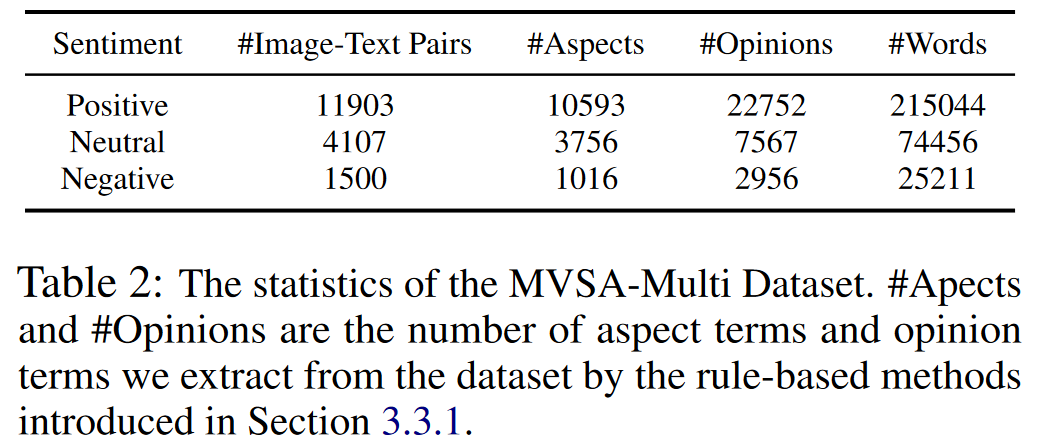 Sentiment #Image-Text Pairs #Aspects #Opinions #Words
Positive 11903 10593 22752 215044
Neutral 4107 3756 7567 74456
Negative 1500 1016 2956 25211
Table 2: The statistics of the MVSA-Multi Dataset. #Apects
and #Opinions are the number of aspect terms and opinion
terms we extract from the dataset by the rule-based methods
introduced in Section 3.3.1.